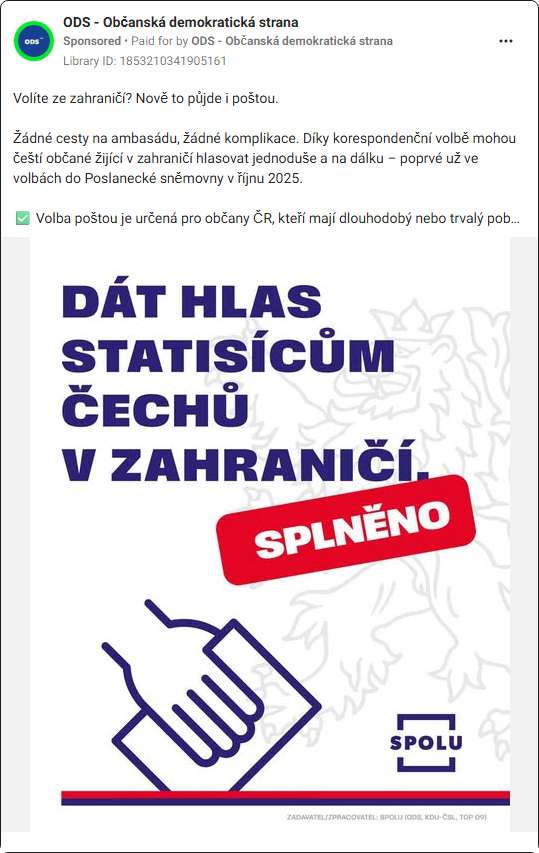 ODS - Občanská demokratická strana
Sponsored • Paid for by ODS - Občanská demokratická strana
Library ID: 1853210341905161
Volíte ze zahraničí? Nově to půjde i poštou.
Žádné cesty na ambasádu, žádné komplikace. Díky korespondenční volbě mohou
čeští občané žijící v zahraničí hlasovat jednoduše a na dálku – poprvé už ve
volbách do Poslanecké sněmovny v říjnu 2025.
✅ Volba poštou je určená pro občany ČR, kteří mají dlouhodobý nebo trvalý pob...
DÁT HLAS
STATISÍCŮM
ČECHŮ
V ZAHRANIČÍ.
SPLNĚNO
SPOLU
ZADAVATEL/ZPRACOVATEL: SPOLU (ODS, KDU-ČSL, TOP 09)